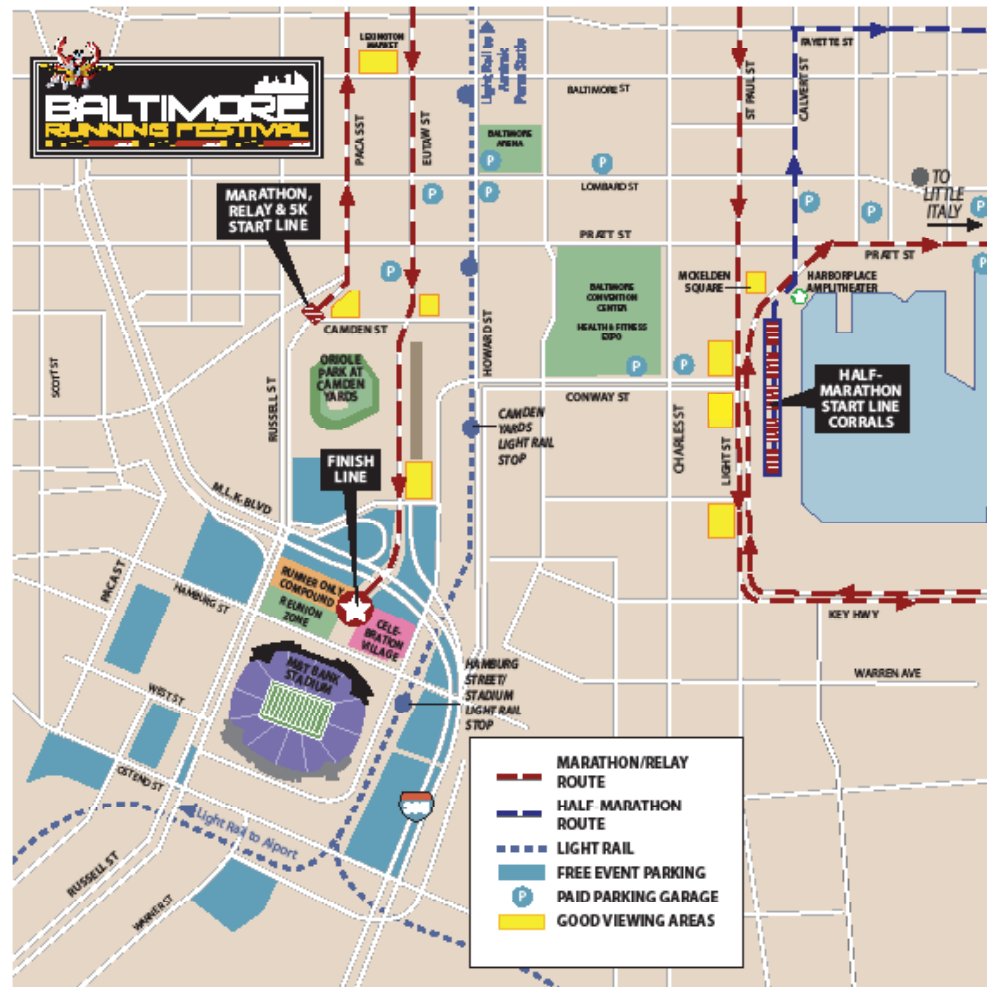 BALTIMORE
RUNNING FESTIVAL
LEXINGTON
MARKET
PACA SST
EUTAW ST
Light Rail to
Amtrak
BALTIMORE ST
ST PAUL ST
FAYETTE ST
CALVERT ST
BALTIMORE
ARENA
P
P
P
P
LOMBARD ST
P
P
P
TO
LITTLE
ITALY
MARATHON,
RELAY & 5K
START LINE
PRATT ST
PRATT ST
P
P
MCKELDEN
SQUARE
HARBORPLACE
AMPLITHEATER
BALTIMORE
CONVENTION
CENTER
HEALTH & FITNESS
EXPO
P
P
CAMDEN ST
HOWARD ST
ORIOLE
PARK AT
CAMDEN
YARDS
SCOTT ST
RUSSELL ST
CONWAY ST
HALF-
MARATHON
START LINE
CORRALS
CAMDEN
YARDS
LIGHT RAIL
STOP
CHARLES ST
LIGHT ST
FINISH
LINE
M.L.K. BLVD
PACA ST
HAMBURG ST
RUNNER ONLY
COMPOUND
REUNION
ZONE
CELE-
BRATION
VILLAGE
KEY HWY
M&T BANK
STADIUM
HAMBURG
STREET/
STADIUM
LIGHT RAIL
STOP
WARREN AVE
WEST ST
OSTEND ST
Light Rail to Aiport
RUSSELL ST
WARNER ST
MARATHON/RELAY
ROUTE
HALF-MARATHON
ROUTE
LIGHT RAIL
FREE EVENT PARKING
P PAID PARKING GARAGE
GOOD VIEWING AREAS